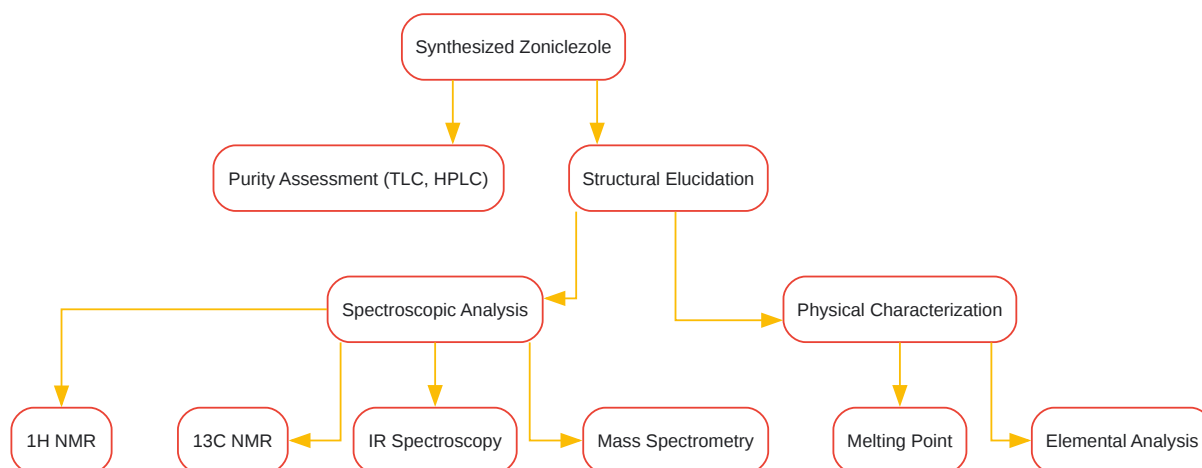 Synthesized Zoniclezole
Purity Assessment (TLC, HPLC)
Structural Elucidation
Spectroscopic Analysis
Physical Characterization
1H NMR
13C NMR
IR Spectroscopy
Mass Spectrometry
Melting Point
Elemental Analysis